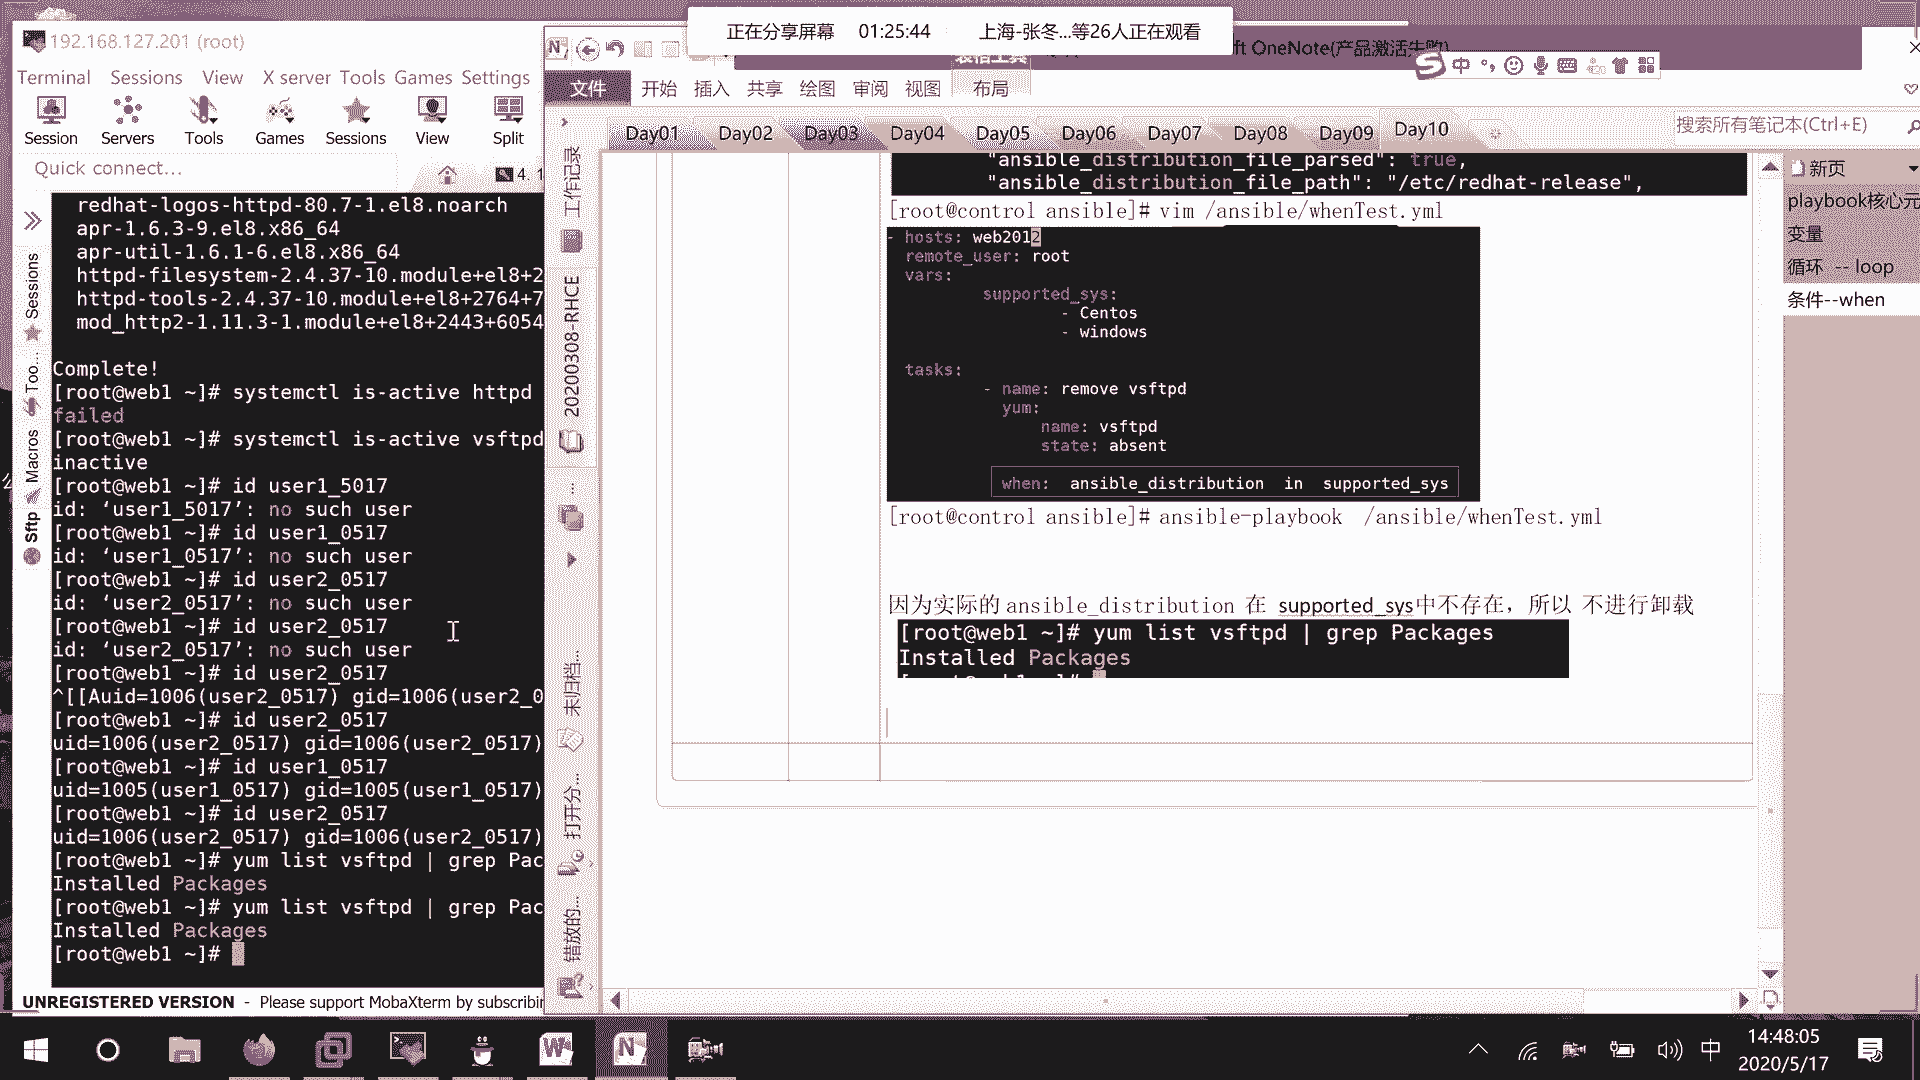 正在分享屏幕 01:25:44 上海-张冬...等26人正在观看
192.168.127.201 (root)
Terminal Sessions View X server Tools Games Settings
Session Servers Tools Games Sessions View Split
Quick connect...
4. 1
Sessions
Too...
Macros
Sftp
redhat-logos-httpd-80.7-1.el8.noarch
apr-1.6.3-9.el8.x86_64
apr-util-1.6.1-6.el8.x86_64
httpd-filesystem-2.4.37-10.module+el8+2
httpd-tools-2.4.37-10.module+el8+2764+7
mod_http2-1.11.3-1.module+el8+2443+6054
Complete!
[root@web1 ~]# systemctl is-active httpd
failed
[root@web1 ~]# systemctl is-active vsftpd
inactive
[root@web1 ~]# id user1_5017
id: ‘user1_5017’: no such user
[root@web1 ~]# id user1_0517
id: ‘user1_0517’: no such user
[root@web1 ~]# id user2_0517
id: ‘user2_0517’: no such user
[root@web1 ~]# id user2_0517
id: ‘user2_0517’: no such user
[root@web1 ~]# id user2_0517
^[[Auid=1006(user2_0517) gid=1006(user2_0
[root@web1 ~]# id user2_0517
uid=1006(user2_0517) gid=1006(user2_0517)
[root@web1 ~]# id user1_0517
uid=1005(user1_0517) gid=1005(user1_0517)
[root@web1 ~]# id user2_0517
uid=1006(user2_0517) gid=1006(user2_0517)
[root@web1 ~]# yum list vsftpd | grep Pac
Installed Packages
[root@web1 ~]# yum list vsftpd | grep Pac
Installed Packages
[root@web1 ~]#
UNREGISTERED VERSION - Please support MobaXterm by subscribin
ft OneNote(产品激活失败)
表格工具
中
文件 开始 插入 共享 绘图 审阅 视图 布局
Day01 Day02 Day03 Day04 Day05 Day06 Day07 Day08 Day09 Day10
搜索所有笔记本(Ctrl+E)
工作记录
20200308-RHCE
未归档...
打开分...
错放的...
新页
playbook核心元
变量
循环 -- loop
条件--when
"ansible_distribution_file_parsed": true,
"ansible_distribution_file_path": "/etc/redhat-release",
[root@control ansible]# vim /ansible/whenTest.yml
- hosts: web2012
remote_user: root
vars:
supported_sys:
- Centos
- windows
tasks:
- name: remove vsftpd
yum:
name: vsftpd
state: absent
when: ansible_distribution in supported_sys
[root@control ansible]# ansible-playbook /ansible/whenTest.yml
因为实际的 ansible_distribution 在 supported_sys中不存在，所以 不进行卸载
[root@web1 ~]# yum list vsftpd | grep Packages
Installed Packages
中
14:48:05
2020/5/17